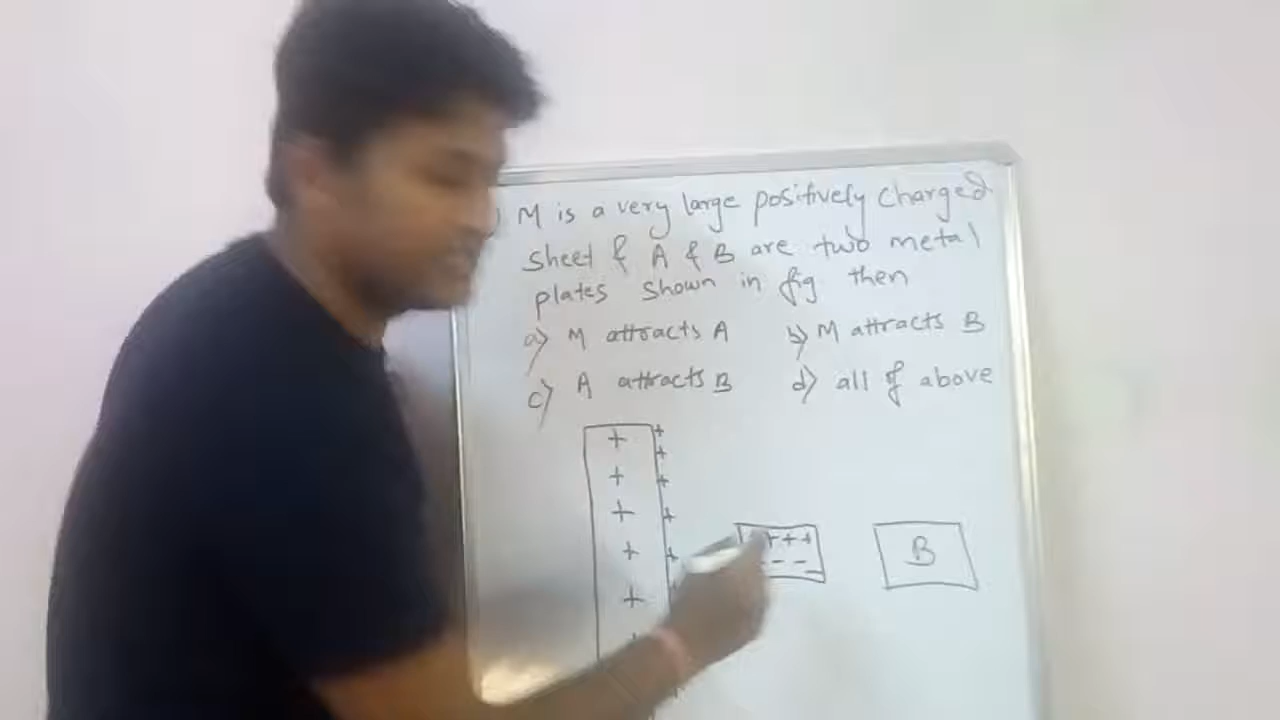 ) M is a very large positively charged
sheet & A & B are two metal
plates shown in fig then
a) M attracts A b) M attracts B
c) A attracts B d) all of above
+ +
+
+ +
+ +
+ +
+ + +
- - -
B
+